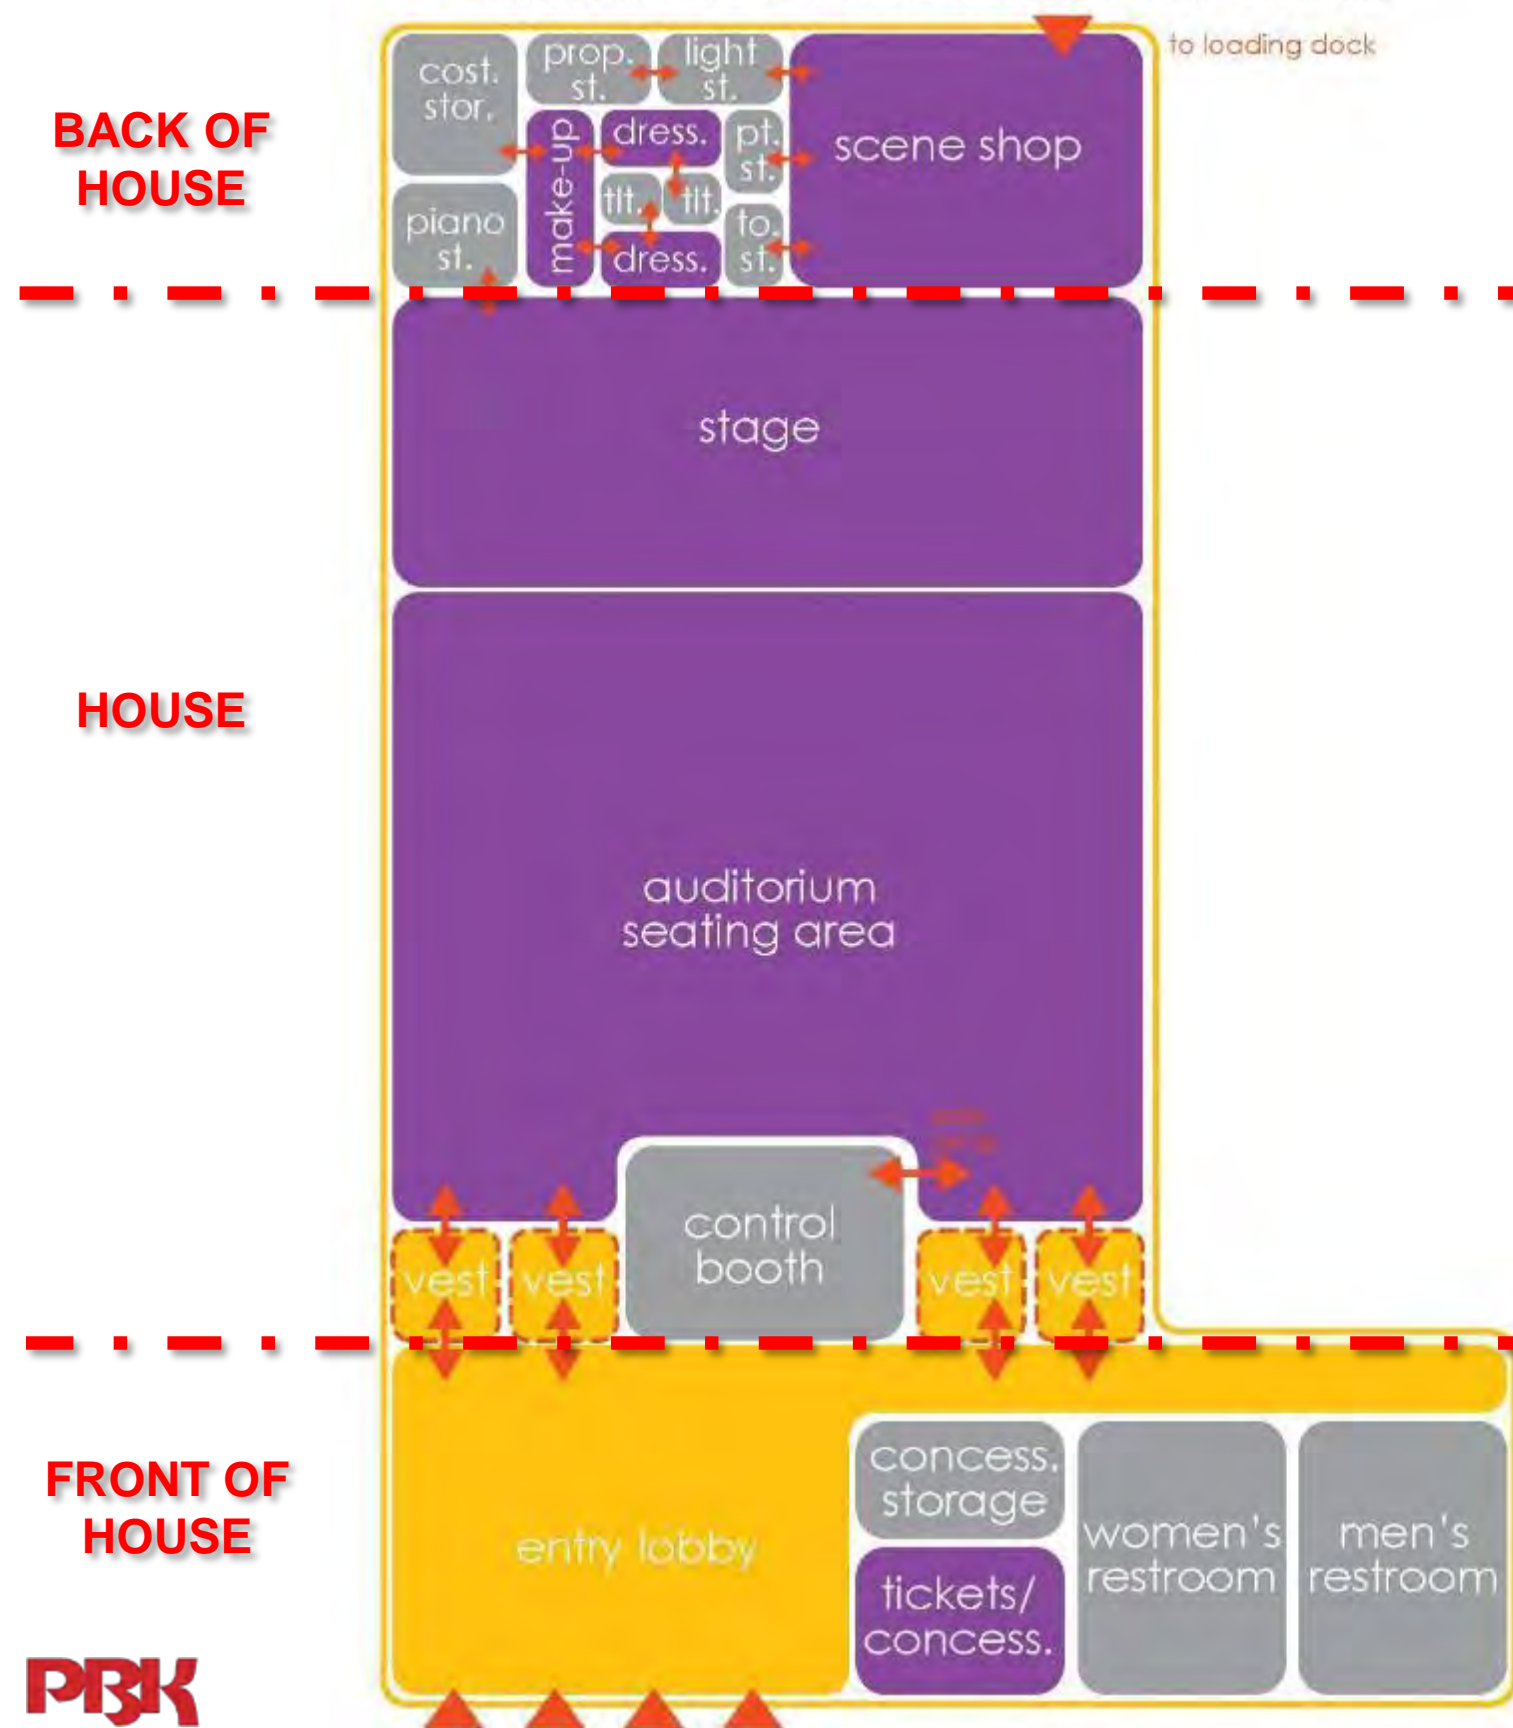 to loading dock
cost.
stor.
prop.
st.
light
st.
BACK OF
HOUSE
make-up
dress.
pt.
st.
scene shop
tlt.
tlt.
piano
st.
dress.
to.
st.
stage
HOUSE
auditorium
seating area
control
booth
vest
vest
vest
vest
FRONT OF
HOUSE
entry lobby
concess.
storage
women's
restroom
men's
restroom
tickets/
concess.
PBK